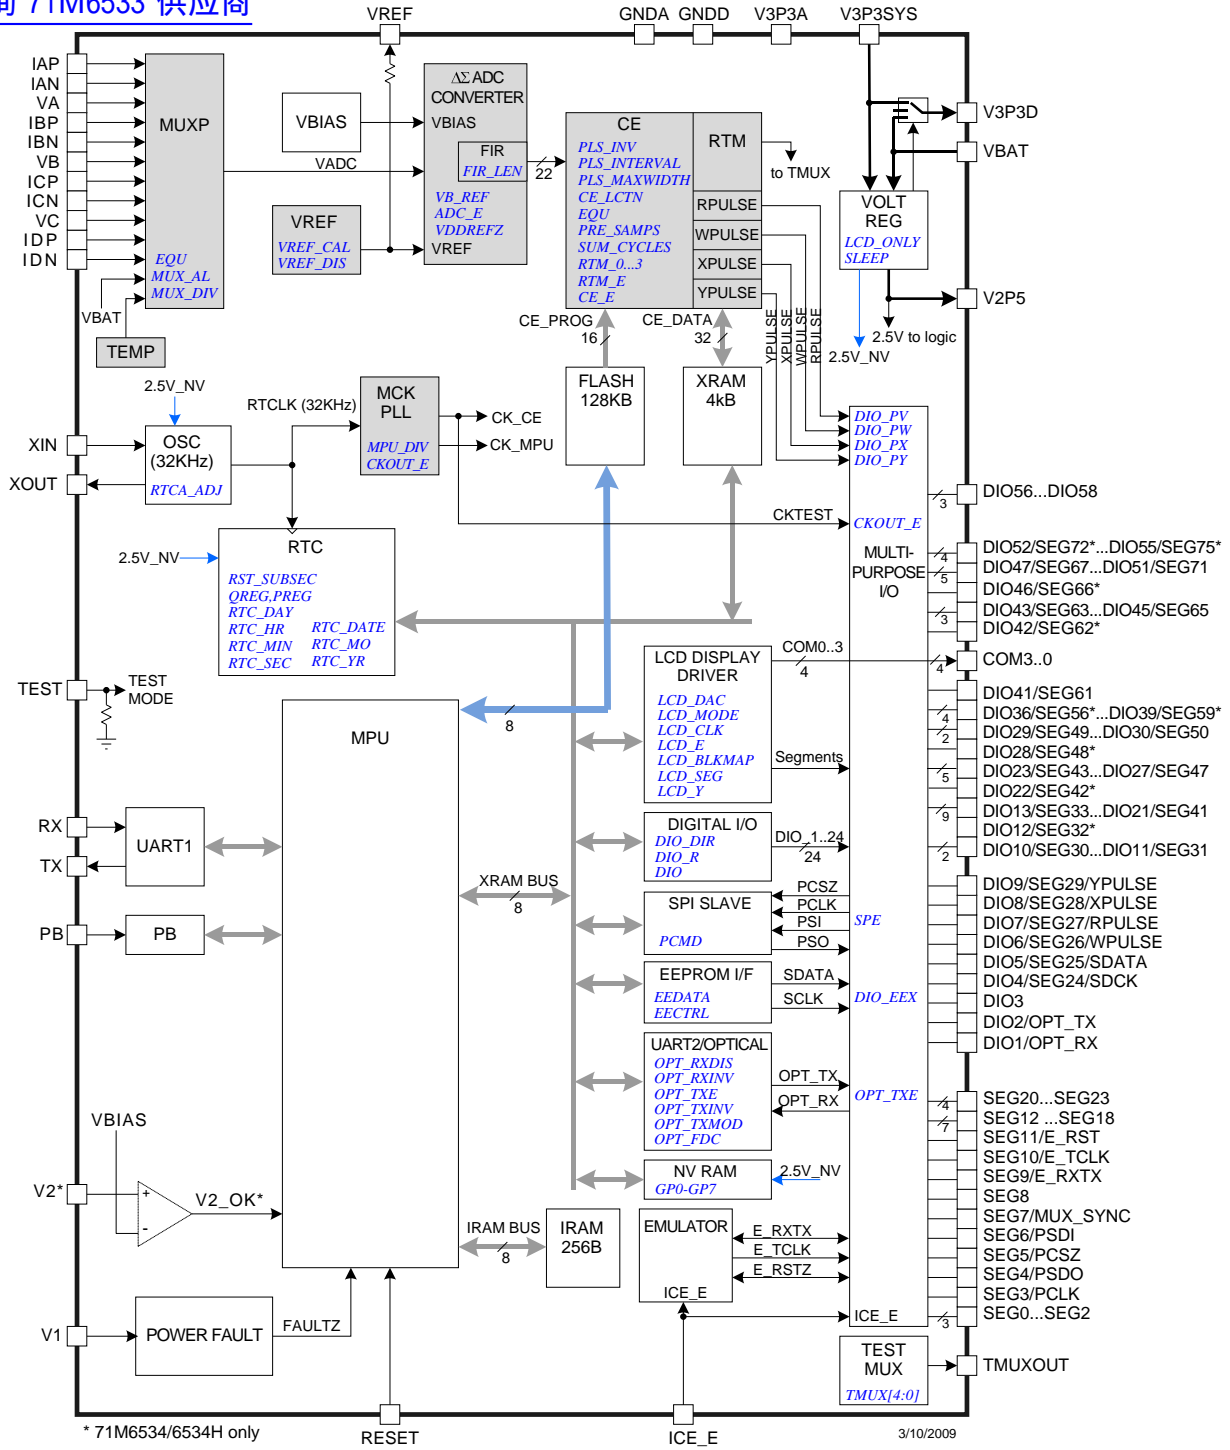 询 71M6533 供应商
VREF
GNDA
GNDD
V3P3A
V3P3SYS
IAP
IAN
VA
IBP
IBN
VB
ICP
ICN
VC
IDP
IDN
MUXP
EQU
MUX_AL
MUX_DIV
VBAT
TEMP
VBIAS
VADC
VREF
VREF_CAL
VREF_DIS
ΔΣ ADC
CONVERTER
VBIAS
FIR
FIR_LEN
VB_REF
ADC_E
VDDREFZ
VREF
22
CE
PLS_INV
PLS_INTERVAL
PLS_MAXWIDTH
CE_LCTN
EQU
PRE_SAMPS
SUM_CYCLES
RTM_0...3
RTM_E
CE_E
RTM
RPULSE
WPULSE
XPULSE
YPULSE
to TMUX
YPULSE
XPULSE
WPULSE
RPULSE
VOLT
REG
LCD_ONLY
SLEEP
V3P3D
VBAT
V2P5
2.5V to logic
2.5V_NV
CE_PROG
16
CE_DATA
32
FLASH
128KB
XRAM
4kB
2.5V_NV
XIN
XOUT
OSC
(32KHz)
RTCA_ADJ
RTCLK (32KHz)
MCK
PLL
MPU_DIV
CKOUT_E
CK_CE
CK_MPU
CKTEST
2.5V_NV
RTC
RST_SUBSEC
QREG,PREG
RTC_DAY
RTC_HR
RTC_MIN
RTC_SEC
RTC_DATE
RTC_MO
RTC_YR
TEST
TEST
MODE
MPU
8
RX
TX
UART1
PB
PB
XRAM BUS
8
VBIAS
V2*
+
-
V2_OK*
IRAM BUS
8
IRAM
256B
V1
POWER FAULT
FAULTZ
LCD DISPLAY
DRIVER
LCD_DAC
LCD_MODE
LCD_CLK
LCD_E
LCD_BLKMAP
LCD_SEG
LCD_Y
COM0..3
4
Segments
DIGITAL I/O
DIO_DIR
DIO_R
DIO
DIO_1..24
24
SPI SLAVE
PCMD
PCSZ
PCLK
PSI
PSO
EEPROM I/F
EEDATA
EECTRL
SDATA
SCLK
UART2/OPTICAL
OPT_RXDIS
OPT_RXINV
OPT_TXE
OPT_TXINV
OPT_TXMOD
OPT_FDC
OPT_TX
OPT_RX
NV RAM
GP0-GP7
2.5V_NV
EMULATOR
ICE_E
E_RXTX
E_TCLK
E_RSTZ
DIO_PV
DIO_PW
DIO_PX
DIO_PY
CKOUT_E
MULTI-
PURPOSE
I/O
SPE
DIO_EEX
OPT_TXE
ICE_E
TEST
MUX
TMUX[4:0]
3
DIO56...DIO58
4
DIO52/SEG72*...DIO55/SEG75*
5
DIO47/SEG67...DIO51/SEG71
DIO46/SEG66*
3
DIO43/SEG63...DIO45/SEG65
DIO42/SEG62*
4
COM3..0
DIO41/SEG61
4
DIO36/SEG56*...DIO39/SEG59*
2
DIO29/SEG49...DIO30/SEG50
DIO28/SEG48*
5
DIO23/SEG43...DIO27/SEG47
DIO22/SEG42*
9
DIO13/SEG33...DIO21/SEG41
DIO12/SEG32*
2
DIO10/SEG30...DIO11/SEG31
DIO9/SEG29/YPULSE
DIO8/SEG28/XPULSE
DIO7/SEG27/RPULSE
DIO6/SEG26/WPULSE
DIO5/SEG25/SDATA
DIO4/SEG24/SDCK
DIO3
DIO2/OPT_TX
DIO1/OPT_RX
4
SEG20...SEG23
7
SEG12 ...SEG18
SEG11/E_RST
SEG10/E_TCLK
SEG9/E_RXTX
SEG8
SEG7/MUX_SYNC
SEG6/PSDI
SEG5/PCSZ
SEG4/PSDO
SEG3/PCLK
3
SEG0...SEG2
TMUXOUT
* 71M6534/6534H only
RESET
ICE_E
3/10/2009